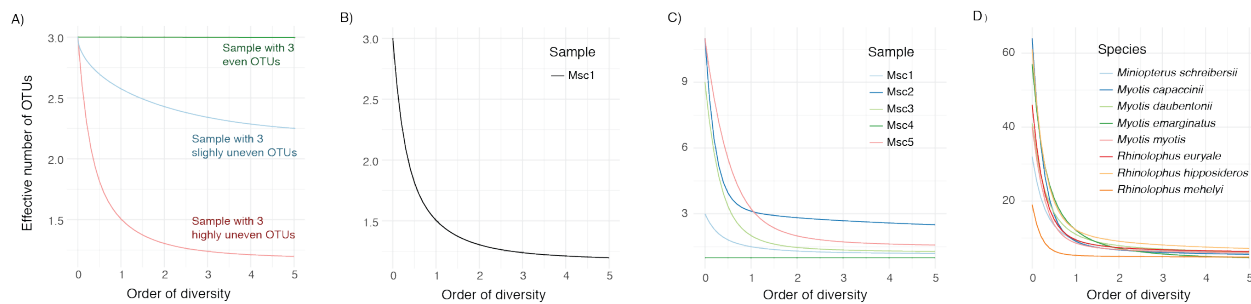 A)
Effective number of OTUs
3.0
2.5
2.0
1.5
Sample with 3
even OTUs
Sample with 3
slighly uneven OTUs
Sample with 3
highly uneven OTUs
0 1 2 3 4 5
Order of diversity
B)
3.0
2.5
2.0
1.5
Sample
Msc1
0 1 2 3 4 5
Order of diversity
C)
9
6
3
Sample
Msc1
Msc2
Msc3
Msc4
Msc5
0 1 2 3 4 5
Order of diversity
D)
60
40
20
Species
Miniopterus schreibersii
Myotis capaccinii
Myotis daubentonii
Myotis emarginatus
Myotis myotis
Rhinolophus euryale
Rhinolophus hipposideros
Rhinolophus mehelyi
0 1 2 3 4 5
Order of diversity